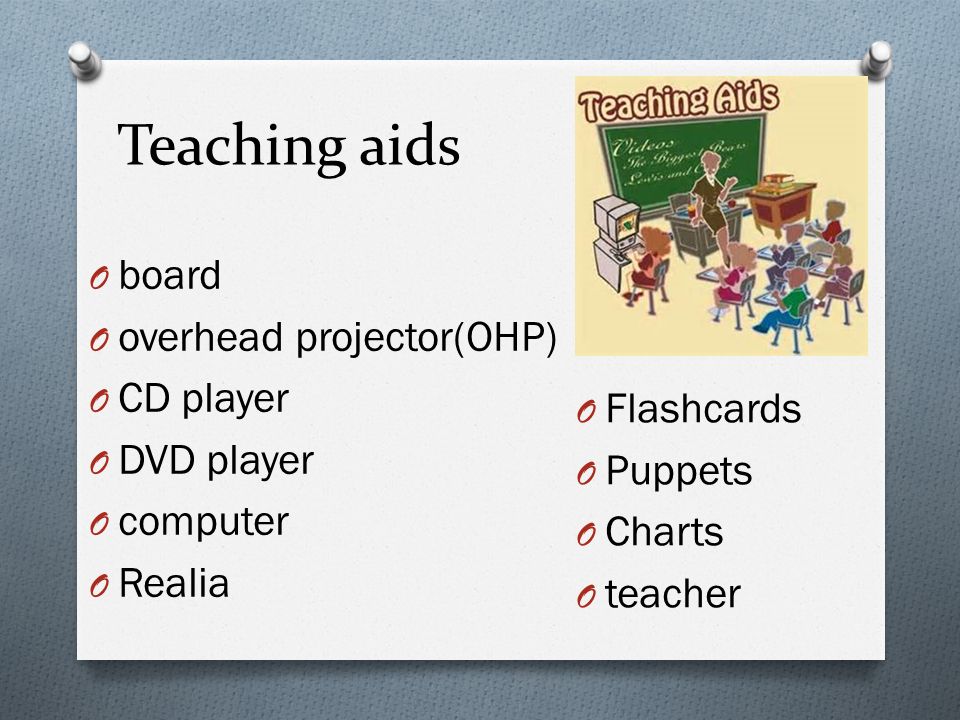 Teaching aids
board
overhead projector(OHP)
CD player
DVD player
computer
Realia
Teaching Aids
Videos
The Biggest Bears
Lewis and Clark
Flashcards
Puppets
Charts
teacher